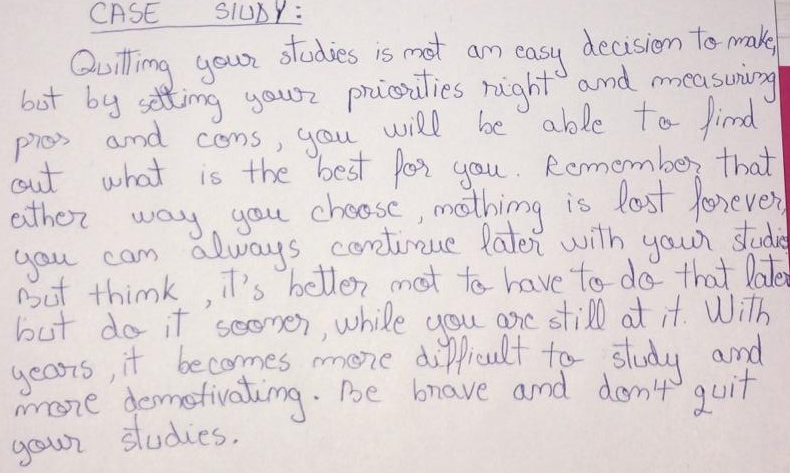 CASE STUDY:
Quitting your studies is not an easy decision to make,
but by setting your priorities right and measuring
pros and cons, you will be able to find
out what is the best for you. Remember that
either way you choose, nothing is lost forever,
you can always continue later with your studies
But think, it's better not to have to do that later
but do it sooner, while you are still at it. With
years, it becomes more difficult to study and
more demotivating. Be brave and don't quit
your studies.